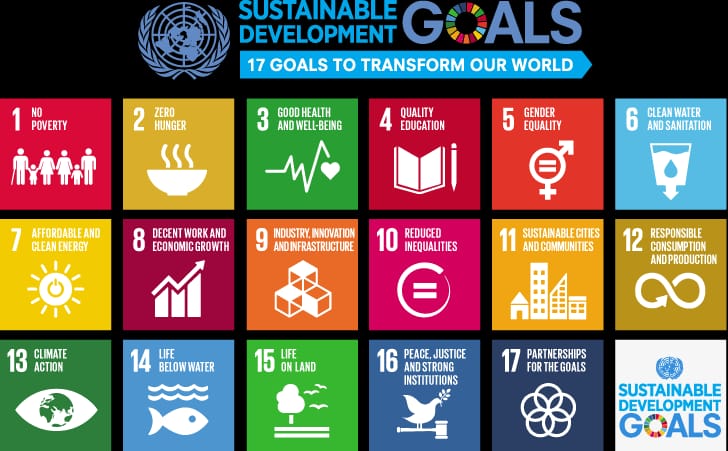 SUSTAINABLE
DEVELOPMENT
GOALS
17 GOALS TO TRANSFORM OUR WORLD
1 NO
POVERTY
2 ZERO
HUNGER
3 GOOD HEALTH
AND WELL-BEING
4 QUALITY
EDUCATION
5 GENDER
EQUALITY
6 CLEAN WATER
AND SANITATION
7 AFFORDABLE AND
CLEAN ENERGY
8 DECENT WORK AND
ECONOMIC GROWTH
9 INDUSTRY, INNOVATION
AND INFRASTRUCTURE
10 REDUCED
INEQUALITIES
11 SUSTAINABLE CITIES
AND COMMUNITIES
12 RESPONSIBLE
CONSUMPTION
AND PRODUCTION
13 CLIMATE
ACTION
14 LIFE
BELOW WATER
15 LIFE
ON LAND
16 PEACE, JUSTICE
AND STRONG
INSTITUTIONS
17 PARTNERSHIPS
FOR THE GOALS
SUSTAINABLE
DEVELOPMENT
GOALS